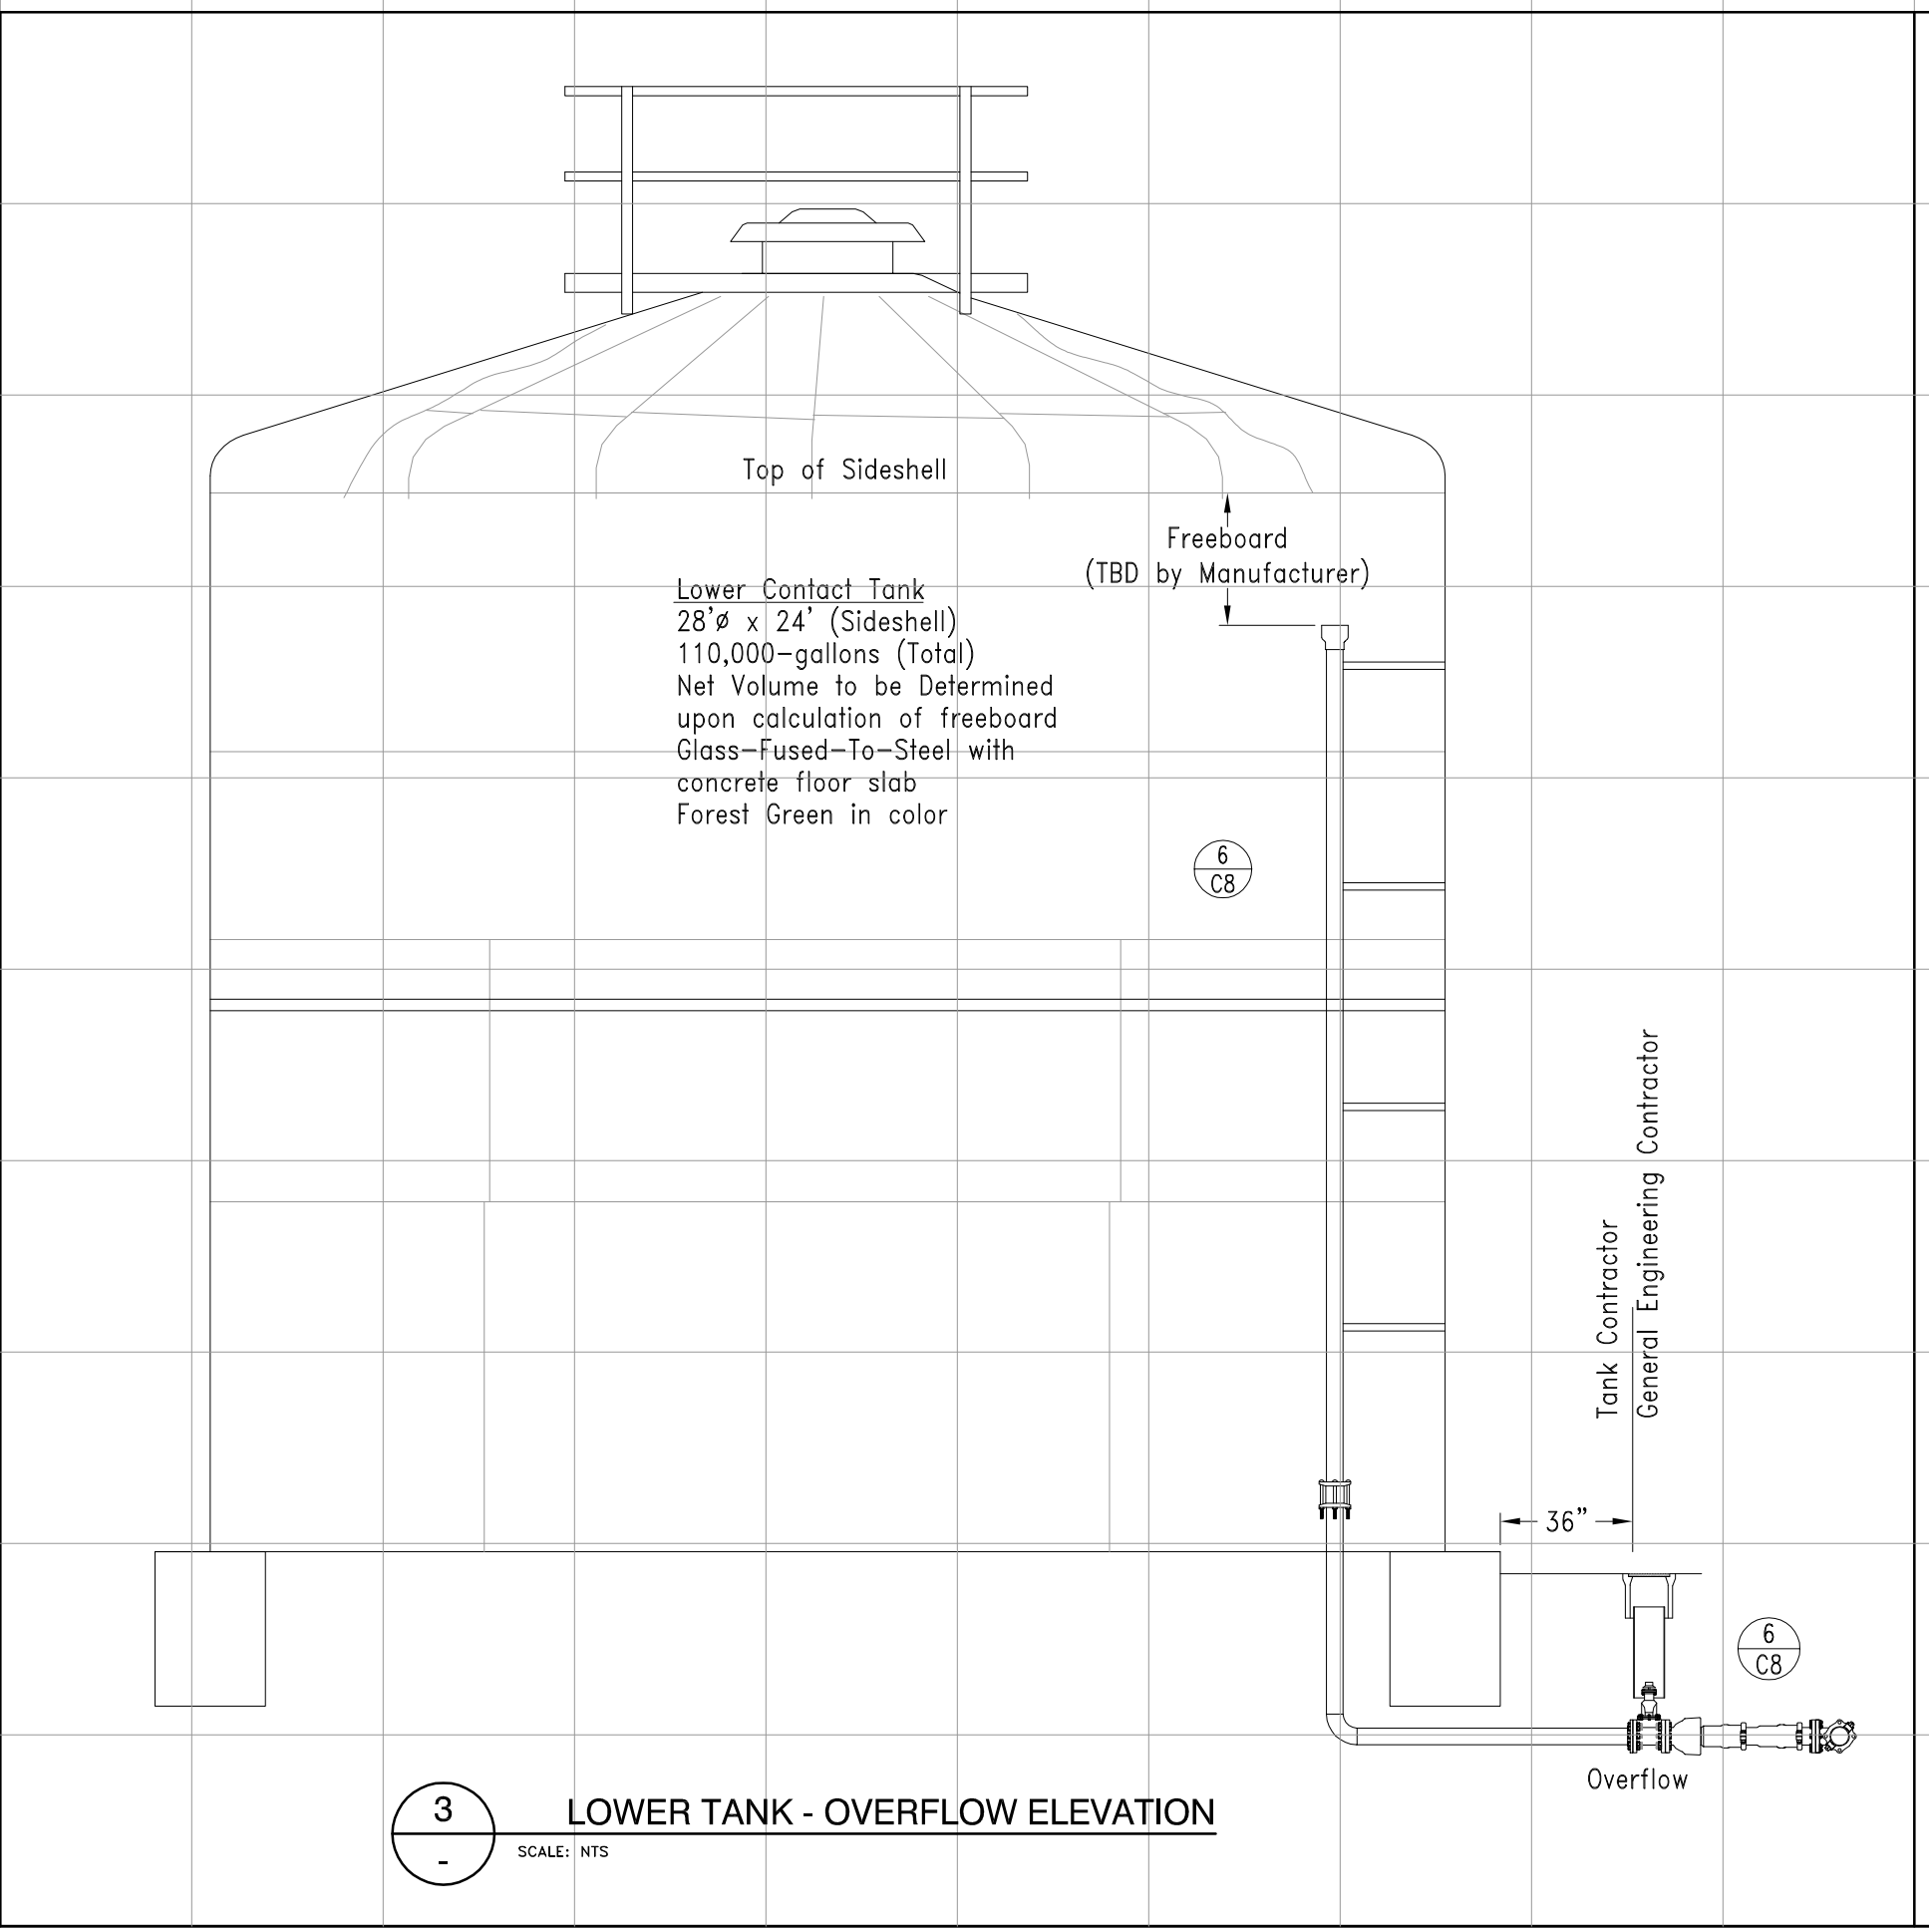 Top of Sideshell
Freeboard
(TBD by Manufacturer)
Lower Contact Tank
28'ø x 24' (Sideshell)
110,000-gallons (Total)
Net Volume to be Determined
upon calculation of freeboard
Glass-Fused-To-Steel with
concrete floor slab
Forest Green in color
6
C8
Tank Contractor
General Engineering Contractor
36"
6
C8
Overflow
3
-
LOWER TANK - OVERFLOW ELEVATION
SCALE: NTS